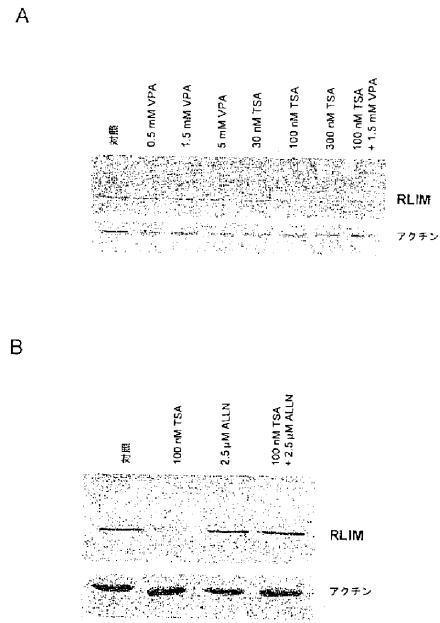 A
対照
0.5 mM VPA
1.5 mM VPA
5 mM VPA
30 nM TSA
100 nM TSA
300 nM TSA
100 nM TSA
+ 1.5 mM VPA
RLIM
アクチン
B
対照
100 nM TSA
2.5 μM ALLN
100 nM TSA
+ 2.5 μM ALLN
RLIM
アクチン